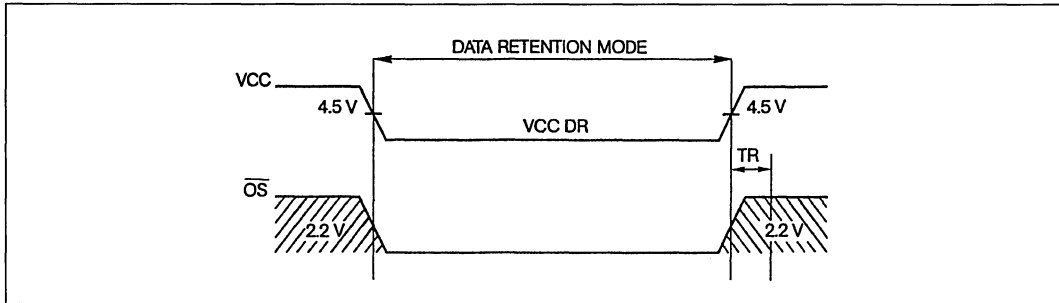 DATA RETENTION MODE
VCC
4.5 V
VCC DR
4.5 V
TR
OS
2.2 V
2.2 V